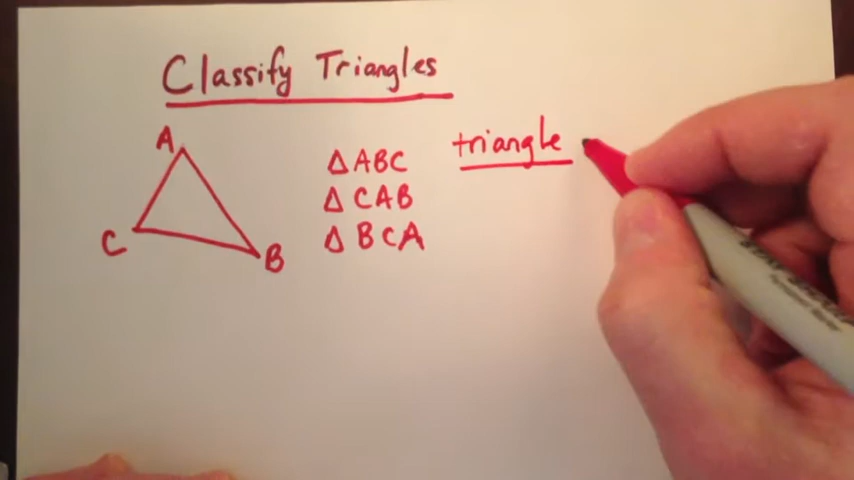 Classify Triangles
A
C
B
Δ ABC
Δ CAB
Δ BCA
triangle